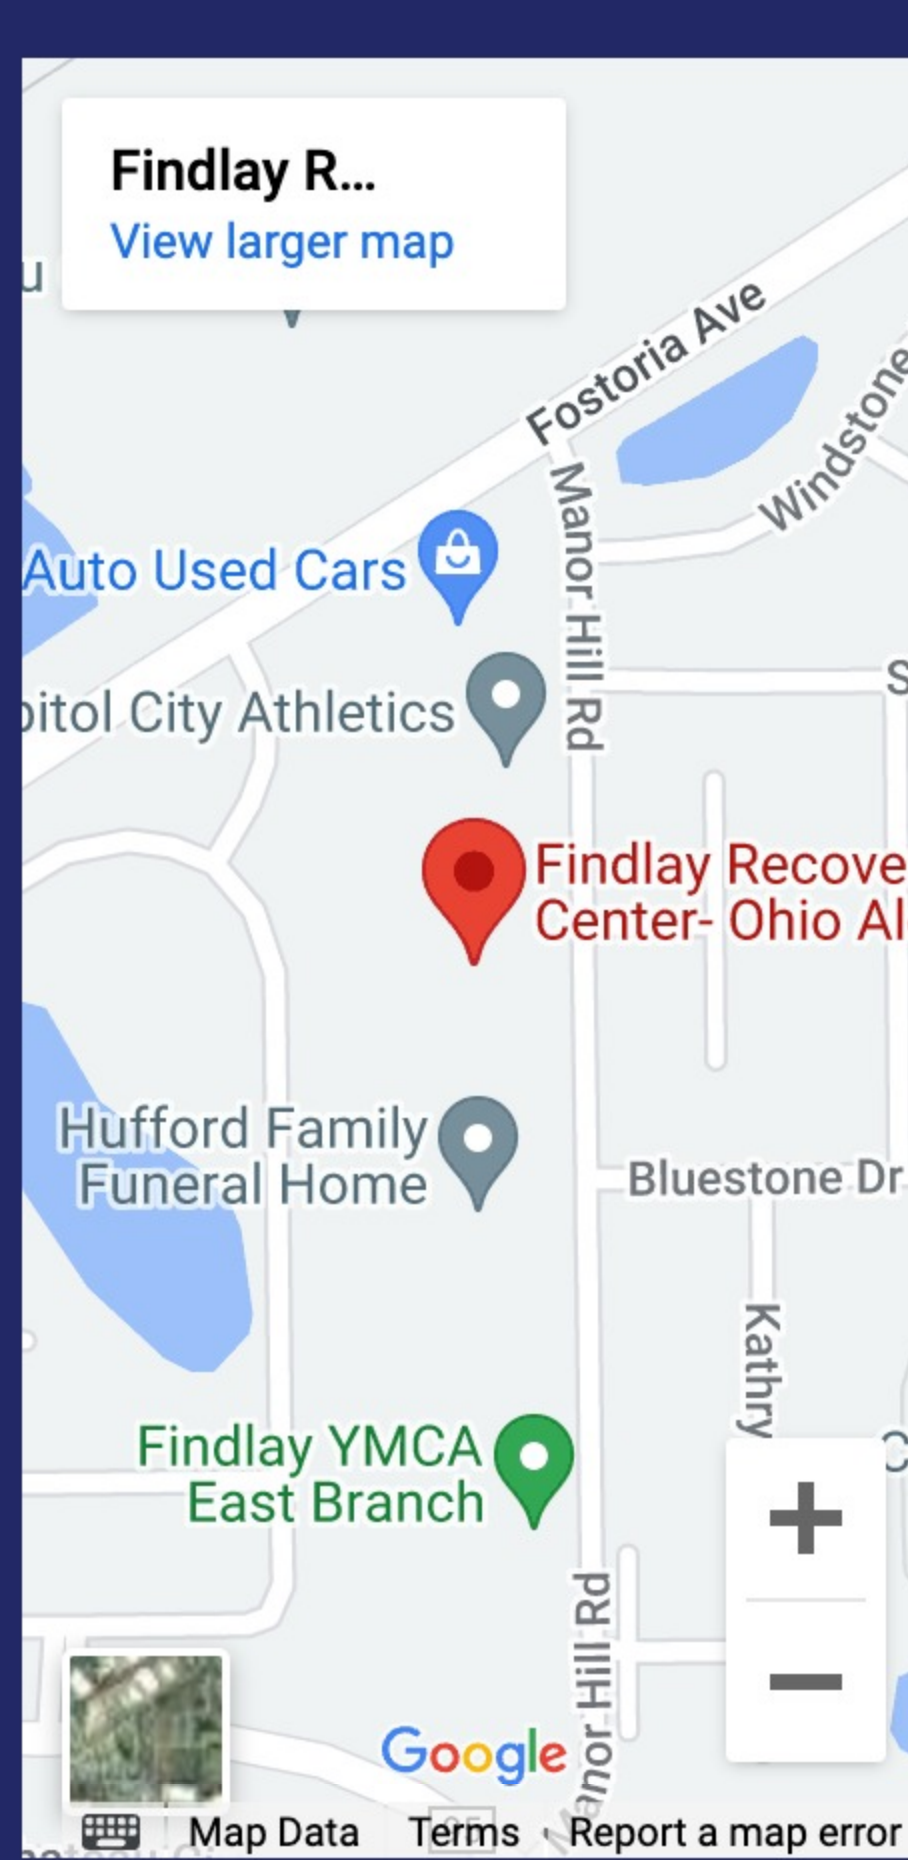 Findlay R...
View larger map
u
Fostoria Ave
Windstone
Manor Hill Rd
Auto Used Cars
S
pitol City Athletics
Findlay Recove
Center- Ohio Al
Hufford Family
Funeral Home
Bluestone Dr
Kathry
Findlay YMCA
East Branch
C
Manor Hill Rd
Google
Map Data
Terms
Report a map error